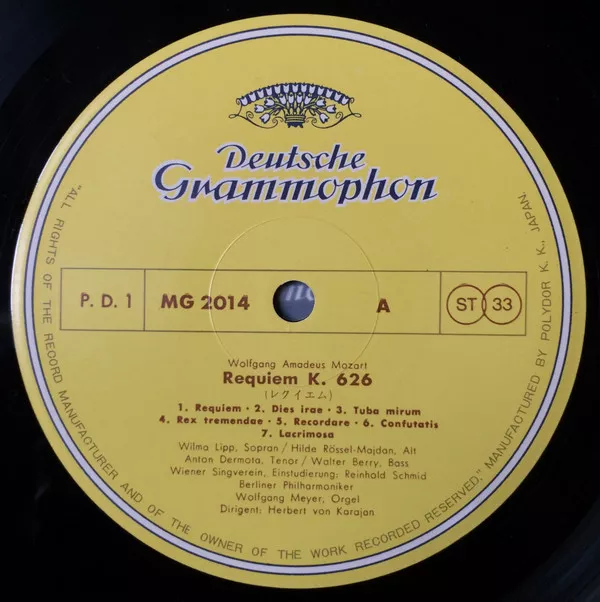 Deutsche
Grammophon
P. D. 1
MG 2014
A
ST 33
Wolfgang Amadeus Mozart
Requiem K. 626
(レクイエム)
1. Requiem · 2. Dies irae · 3. Tuba mirum
4. Rex tremendae · 5. Recordare · 6. Confutatis
7. Lacrimosa
Wilma Lipp, Sopran / Hilde Rössel-Majdan, Alt
Anton Dermota, Tenor / Walter Berry, Bass
Wiener Singverein, Einstudierung: Reinhold Schmid
Berliner Philharmoniker
Wolfgang Meyer, Orgel
Dirigent: Herbert von Karajan
"ALL RIGHTS OF THE RECORD MANUFACTURER AND OF THE OWNER OF THE WORK RECORDED RESERVED." MANUFACTURED BY POLYDOR K. K., JAPAN.